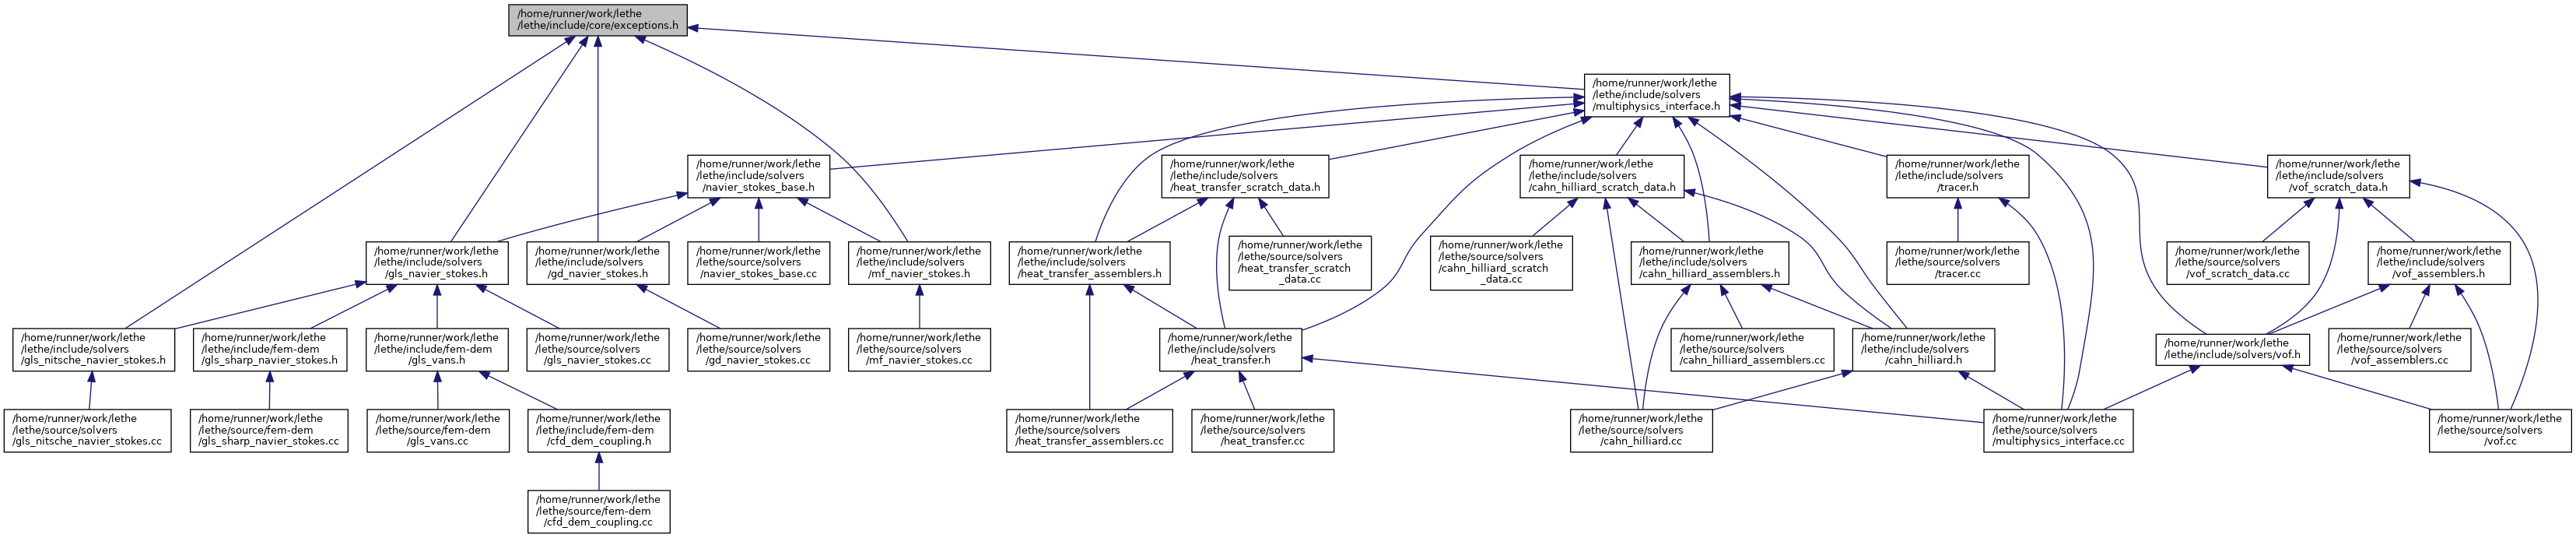 /home/runner/work/lethe
/lethe/include/core/exceptions.h
/home/runner/work/lethe
/lethe/include/solvers
/multiphysics_interface.h
/home/runner/work/lethe
/lethe/include/solvers
/navier_stokes_base.h
/home/runner/work/lethe
/lethe/include/solvers
/heat_transfer_scratch_data.h
/home/runner/work/lethe
/lethe/include/solvers
/cahn_hilliard_scratch_data.h
/home/runner/work/lethe
/lethe/include/solvers
/tracer.h
/home/runner/work/lethe
/lethe/include/solvers
/vof_scratch_data.h
/home/runner/work/lethe
/lethe/include/solvers
/gls_navier_stokes.h
/home/runner/work/lethe
/lethe/include/solvers
/gd_navier_stokes.h
/home/runner/work/lethe
/lethe/source/solvers
/navier_stokes_base.cc
/home/runner/work/lethe
/lethe/include/solvers
/mf_navier_stokes.h
/home/runner/work/lethe
/lethe/include/solvers
/heat_transfer_assemblers.h
/home/runner/work/lethe
/lethe/source/solvers
/heat_transfer_scratch
_data.cc
/home/runner/work/lethe
/lethe/source/solvers
/cahn_hilliard_scratch
_data.cc
/home/runner/work/lethe
/lethe/include/solvers
/cahn_hilliard_assemblers.h
/home/runner/work/lethe
/lethe/source/solvers
/tracer.cc
/home/runner/work/lethe
/lethe/source/solvers
/vof_scratch_data.cc
/home/runner/work/lethe
/lethe/include/solvers
/vof_assemblers.h
/home/runner/work/lethe
/lethe/include/solvers
/gls_nitsche_navier_stokes.h
/home/runner/work/lethe
/lethe/include/fem-dem
/gls_sharp_navier_stokes.h
/home/runner/work/lethe
/lethe/include/fem-dem
/gls_vans.h
/home/runner/work/lethe
/lethe/source/solvers
/gls_navier_stokes.cc
/home/runner/work/lethe
/lethe/source/solvers
/gd_navier_stokes.cc
/home/runner/work/lethe
/lethe/source/solvers
/mf_navier_stokes.cc
/home/runner/work/lethe
/lethe/include/solvers
/heat_transfer.h
/home/runner/work/lethe
/lethe/source/solvers
/cahn_hilliard_assemblers.cc
/home/runner/work/lethe
/lethe/include/solvers
/cahn_hilliard.h
/home/runner/work/lethe
/lethe/include/solvers/vof.h
/home/runner/work/lethe
/lethe/source/solvers
/vof_assemblers.cc
/home/runner/work/lethe
/lethe/source/solvers
/gls_nitsche_navier_stokes.cc
/home/runner/work/lethe
/lethe/source/fem-dem
/gls_sharp_navier_stokes.cc
/home/runner/work/lethe
/lethe/source/fem-dem
/gls_vans.cc
/home/runner/work/lethe
/lethe/include/fem-dem
/cfd_dem_coupling.h
/home/runner/work/lethe
/lethe/source/solvers
/heat_transfer_assemblers.cc
/home/runner/work/lethe
/lethe/source/solvers
/heat_transfer.cc
/home/runner/work/lethe
/lethe/source/solvers
/cahn_hilliard.cc
/home/runner/work/lethe
/lethe/source/solvers
/multiphysics_interface.cc
/home/runner/work/lethe
/lethe/source/solvers
/vof.cc
/home/runner/work/lethe
/lethe/source/fem-dem
/cfd_dem_coupling.cc